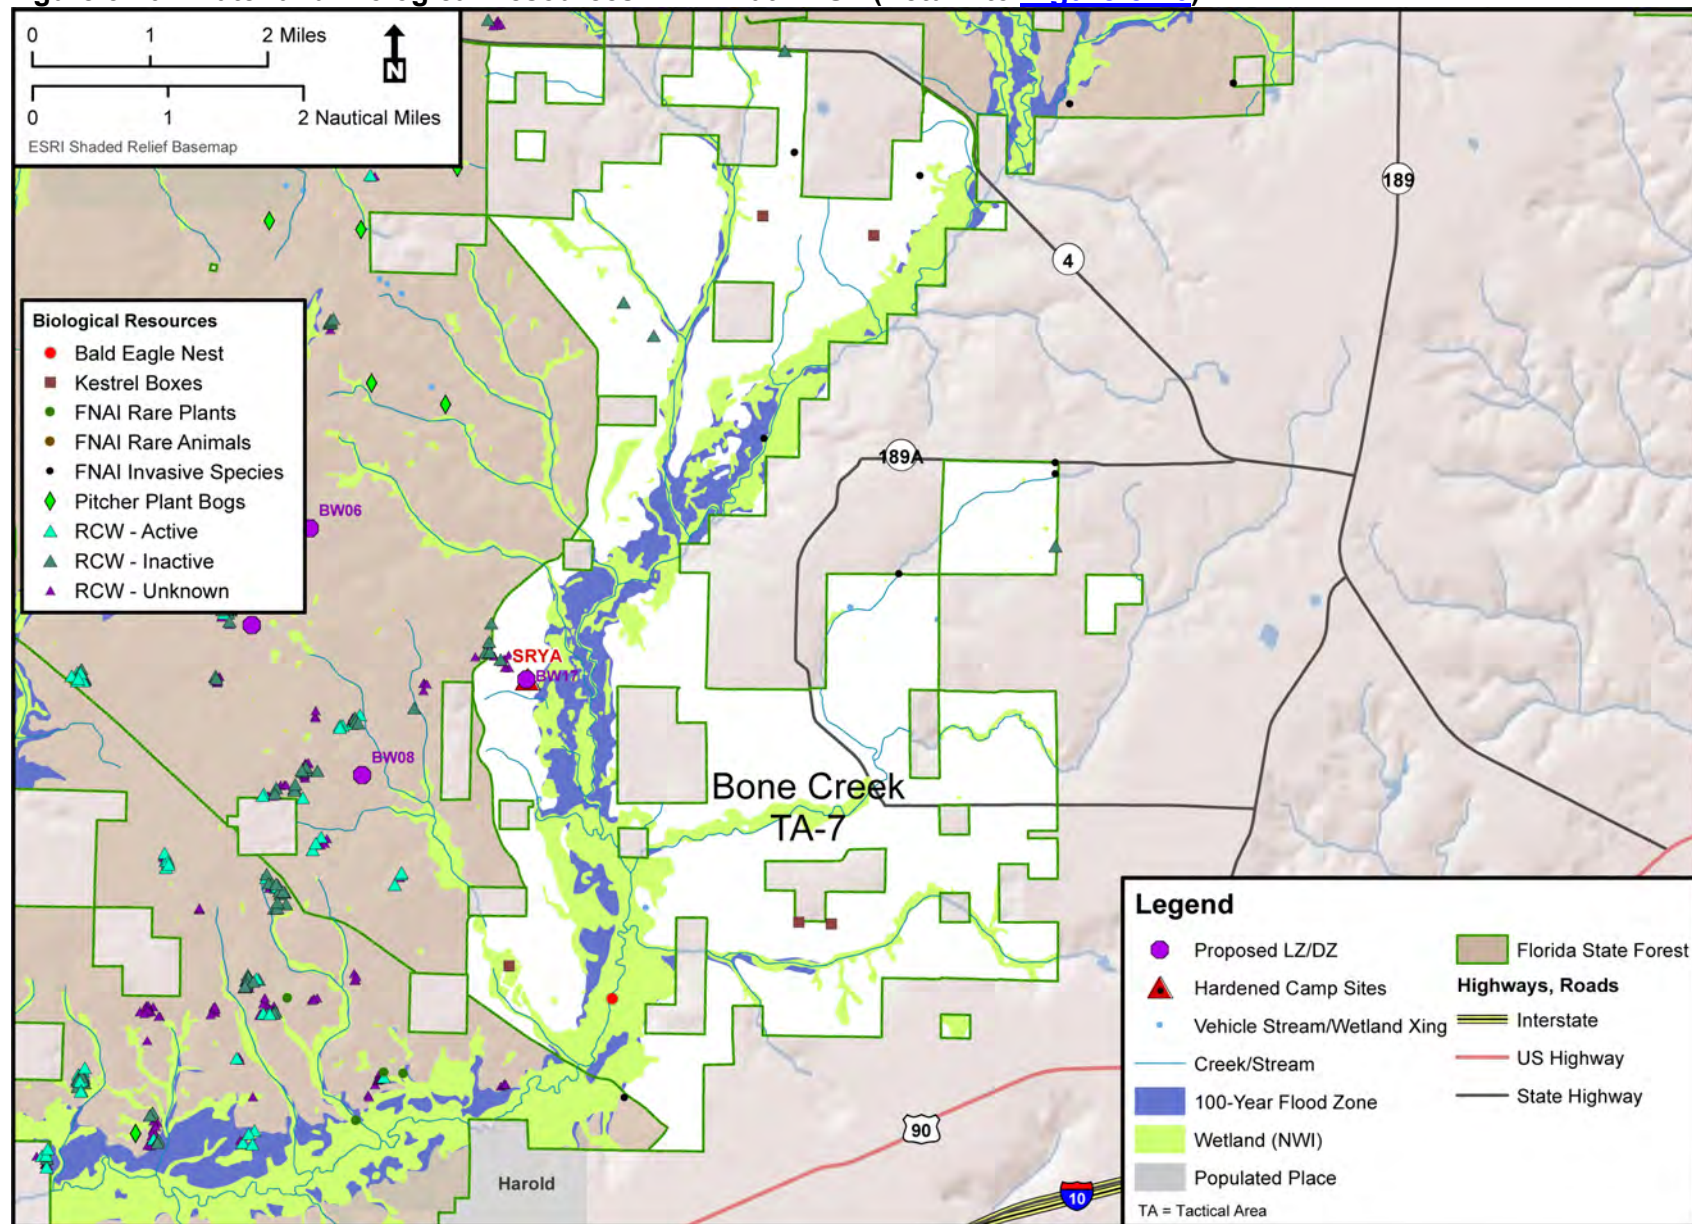 0 1 2 Miles
N
0 1 2 Nautical Miles
ESRI Shaded Relief Basemap
189
4
Biological Resources
Bald Eagle Nest
Kestrel Boxes
FNAI Rare Plants
FNAI Rare Animals
FNAI Invasive Species
Pitcher Plant Bogs
RCW - Active
RCW - Inactive
RCW - Unknown
189A
BW06
SRYA
BW17
BW08
Bone Creek
TA-7
Legend
Proposed LZ/DZ
Hardened Camp Sites
Vehicle Stream/Wetland Xing
Creek/Stream
100-Year Flood Zone
Wetland (NWI)
Populated Place
TA = Tactical Area
Florida State Forest
Highways, Roads
Interstate
US Highway
State Highway
90
Harold
10